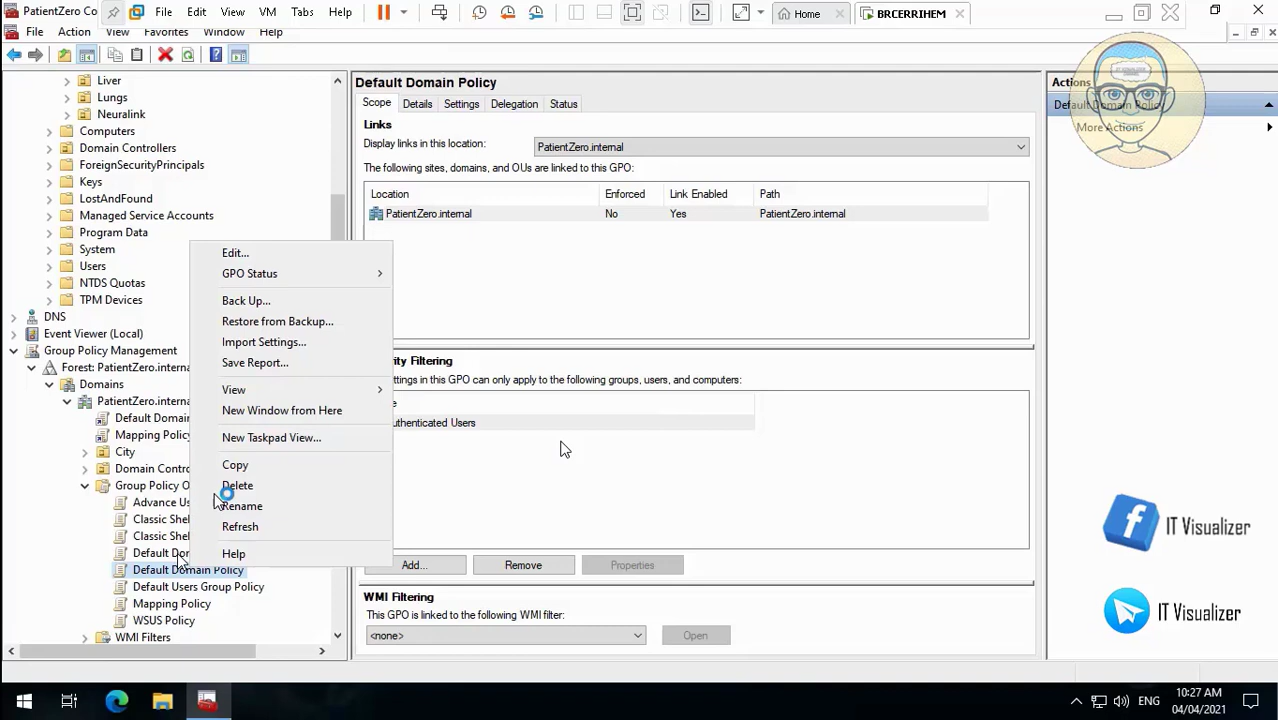 PatientZero Co
File Edit View VM Tabs Help
Home
BRCERRIHEM
File Action View Favorites Window Help
Liver
Lungs
Neuralink
Computers
Domain Controllers
ForeignSecurityPrincipals
Keys
LostAndFound
Managed Service Accounts
Program Data
System
Users
NTDS Quotas
TPM Devices
DNS
Event Viewer (Local)
Group Policy Management
Forest: PatientZero.interna
Domains
PatientZero.interna
Default Domain
Mapping Policy
City
Domain Contro
Group Policy O
Advance Us
Classic Shel
Classic Shel
Default Dom
Default Domain Policy
Default Users Group Policy
Mapping Policy
WSUS Policy
WMI Filters
Edit...
GPO Status
Back Up...
Restore from Backup...
Import Settings...
Save Report...
View
New Window from Here
New Taskpad View...
Copy
Delete
Rename
Refresh
Help
Default Domain Policy
Scope Details Settings Delegation Status
Links
Display links in this location: PatientZero.internal
The following sites, domains, and OUs are linked to this GPO:
Location Enforced Link Enabled Path
PatientZero.internal No Yes PatientZero.internal
rity Filtering
ettings in this GPO can only apply to the following groups, users, and computers:
e
uthenticated Users
Add... Remove Properties
WMI Filtering
This GPO is linked to the following WMI filter:
<none> Open
Actions
Default Domain Policy
More Actions
IT Visualizer
IT Visualizer
ENG
10:27 AM
04/04/2021